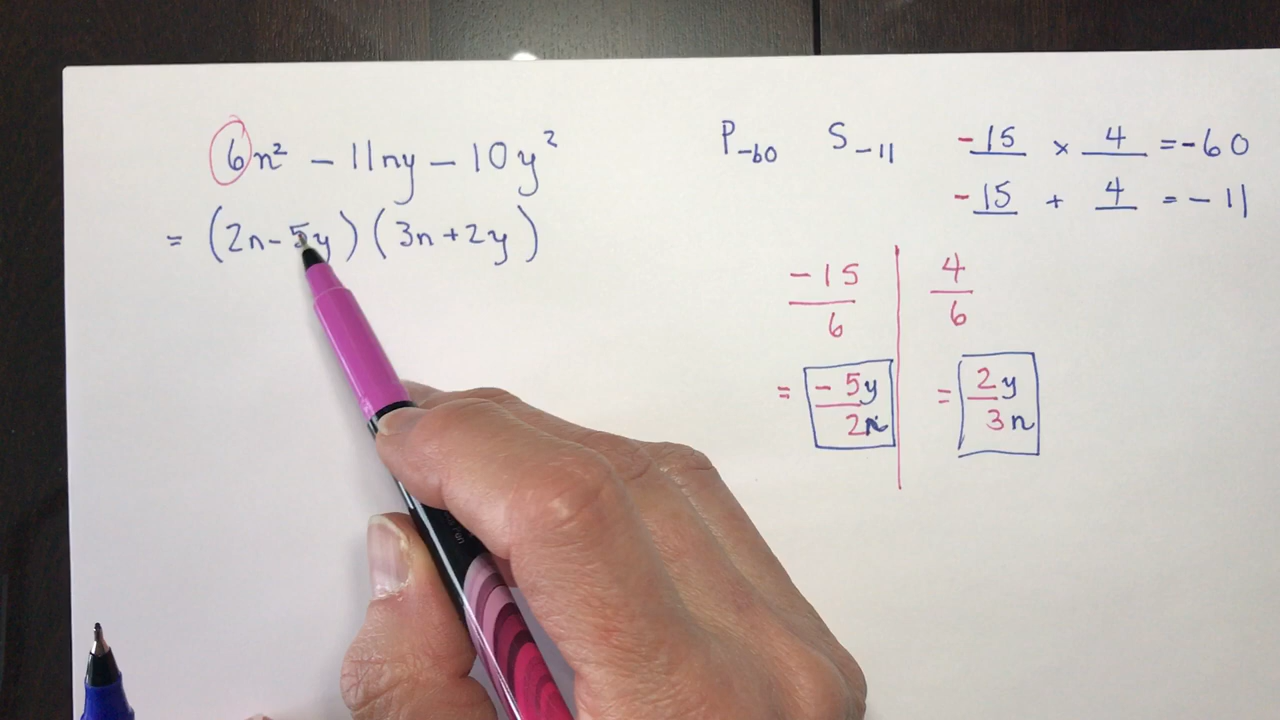 6n² - 11ny - 10y²
= (2n - 5y) (3n + 2y)
P-60 S-11 -15 × 4 = -60
-15 + 4 = -11
-15/6 | 4/6
= -5y/2n | = 2y/3n